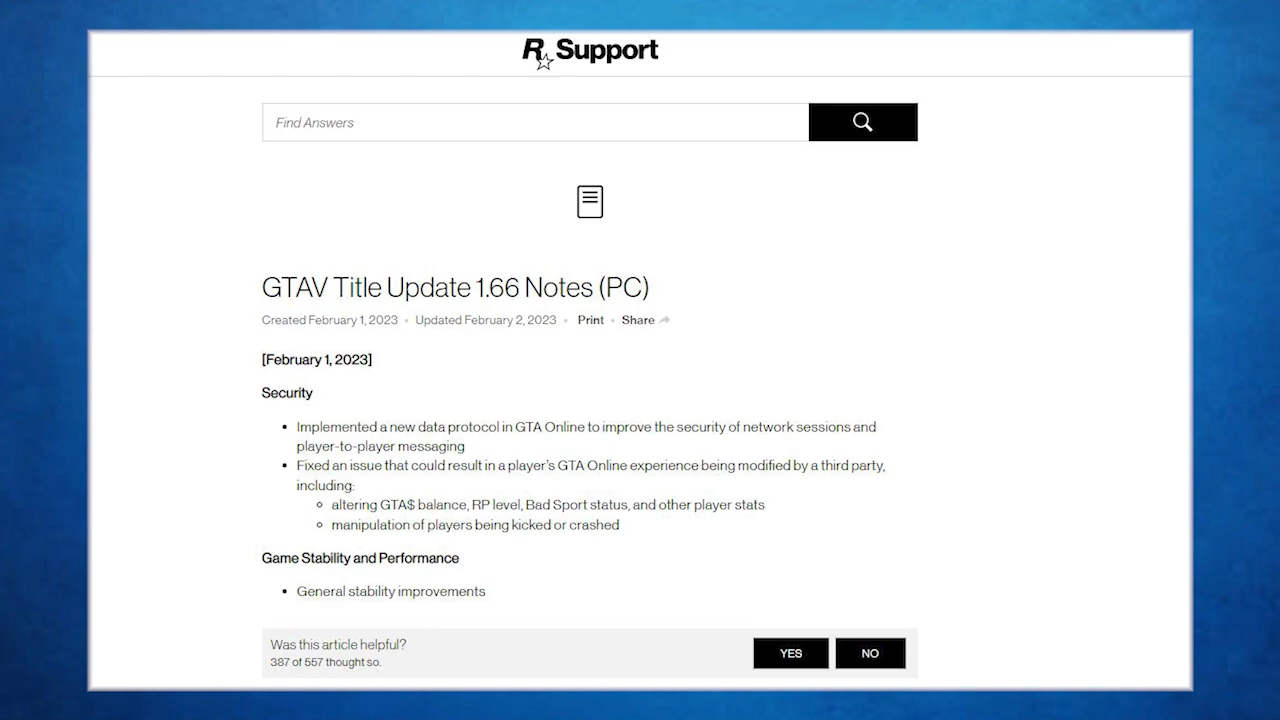 R Support
Find Answers
GTAV Title Update 1.66 Notes (PC)
Created February 1, 2023 • Updated February 2, 2023 • Print • Share
[February 1, 2023]
Security
• Implemented a new data protocol in GTA Online to improve the security of network sessions and
player-to-player messaging
• Fixed an issue that could result in a player's GTA Online experience being modified by a third party,
including:
◦ altering GTA$ balance, RP level, Bad Sport status, and other player stats
◦ manipulation of players being kicked or crashed
Game Stability and Performance
• General stability improvements
Was this article helpful?
387 of 557 thought so.
YES NO